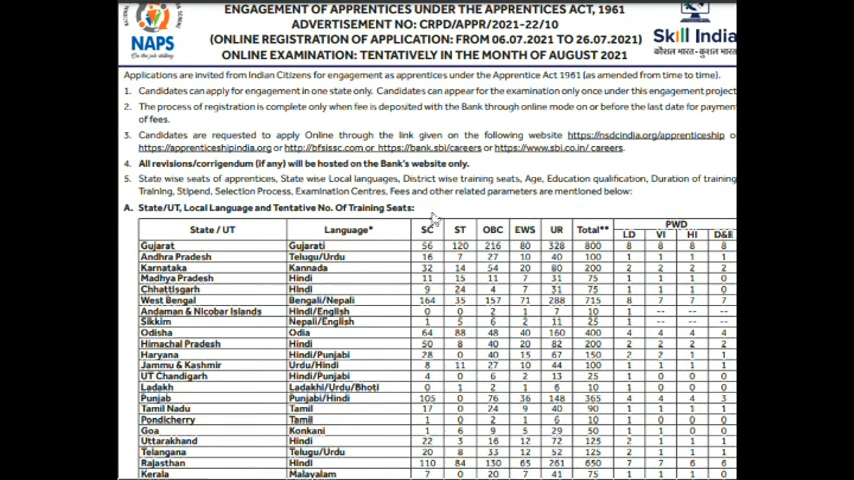 ENGAGEMENT OF APPRENTICES UNDER THE APPRENTICES ACT, 1961
ADVERTISEMENT NO: CRPD/APPR/2021-22/10
(ONLINE REGISTRATION OF APPLICATION: FROM 06.07.2021 TO 26.07.2021)
ONLINE EXAMINATION: TENTATIVELY IN THE MONTH OF AUGUST 2021
NAPS
Skill India
कौशल भारत-कुशल भारत
Applications are invited from Indian Citizens for engagement as apprentices under the Apprentice Act 1961 (as amended from time to time).
1. Candidates can apply for engagement in one state only. Candidates can appear for the examination only once under this engagement project
2. The process of registration is complete only when fee is deposited with the Bank through online mode on or before the last date for payment
of fees.
3. Candidates are requested to apply Online through the link given on the following website https://nsdcindia.org/apprenticeship o
https://apprenticeshipindia.org or http://bfsissc.com or https://bank.sbi/careers or https://www.sbi.co.in/ careers.
4. All revisions/corrigendum (if any) will be hosted on the Bank's website only.
5. State wise seats of apprentices, State wise Local languages, District wise training seats, Age, Education qualification, Duration of training
Training, Stipend, Selection Process, Examination Centres, Fees and other related parameters are mentioned below:
A. State/UT, Local Language and Tentative No. Of Training Seats:
State / UT Language* SC ST OBC EWS UR Total** PWD
LD VI HI D&E
Gujarat Gujarati 56 120 216 80 328 800 8 8 8 8
Andhra Pradesh Telugu/Urdu 16 7 27 10 40 100 1 1 1 1
Karnataka Kannada 32 14 54 20 80 200 2 2 2 2
Madhya Pradesh Hindi 11 15 11 7 31 75 1 1 1 0
Chhattisgarh Hindi 9 24 4 7 31 75 1 1 1 0
West Bengal Bengali/Nepali 164 35 157 71 288 715 8 7 7 7
Andaman & Nicobar Islands Hindi/English 0 0 2 1 7 10 1 -- -- --
Sikkim Nepali/English 1 5 6 2 11 25 1 -- -- --
Odisha Odia 64 88 48 40 160 400 4 4 4 4
Himachal Pradesh Hindi 50 8 40 20 82 200 2 2 2 2
Haryana Hindi/Punjabi 28 0 40 15 67 150 2 2 1 1
Jammu & Kashmir Urdu/Hindi 8 11 27 10 44 100 1 1 1 1
UT Chandigarh Hindi/Punjabi 4 0 6 2 13 25 1 0 0 0
Ladakh Ladakhi/Urdu/Bhoti 0 1 2 1 6 10 1 0 0 0
Punjab Punjabi/Hindi 105 0 76 36 148 365 4 4 4 3
Tamil Nadu Tamil 17 0 24 9 40 90 1 1 1 1
Pondicherry Tamil 1 0 2 1 6 10 1 0 0 0
Goa Konkani 1 6 9 5 29 50 1 1 0 0
Uttarakhand Hindi 22 3 16 12 72 125 2 1 1 1
Telangana Telugu/Urdu 20 8 33 12 52 125 2 1 1 1
Rajasthan Hindi 110 84 130 65 261 650 7 7 6 6
Kerala Malayalam 7 0 20 7 41 75 1 1 1 0